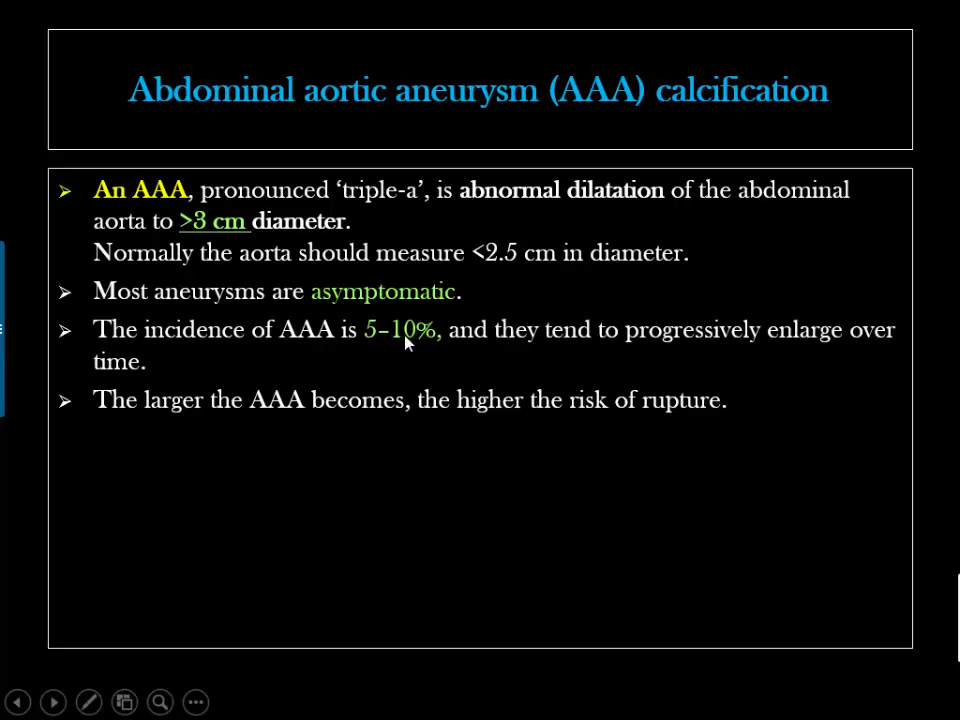 Abdominal aortic aneurysm (AAA) calcification
➢ An AAA, pronounced ‘triple-a’, is abnormal dilatation of the abdominal
aorta to >3 cm diameter.
Normally the aorta should measure <2.5 cm in diameter.
➢ Most aneurysms are asymptomatic.
➢ The incidence of AAA is 5–10%, and they tend to progressively enlarge over
time.
➢ The larger the AAA becomes, the higher the risk of rupture.